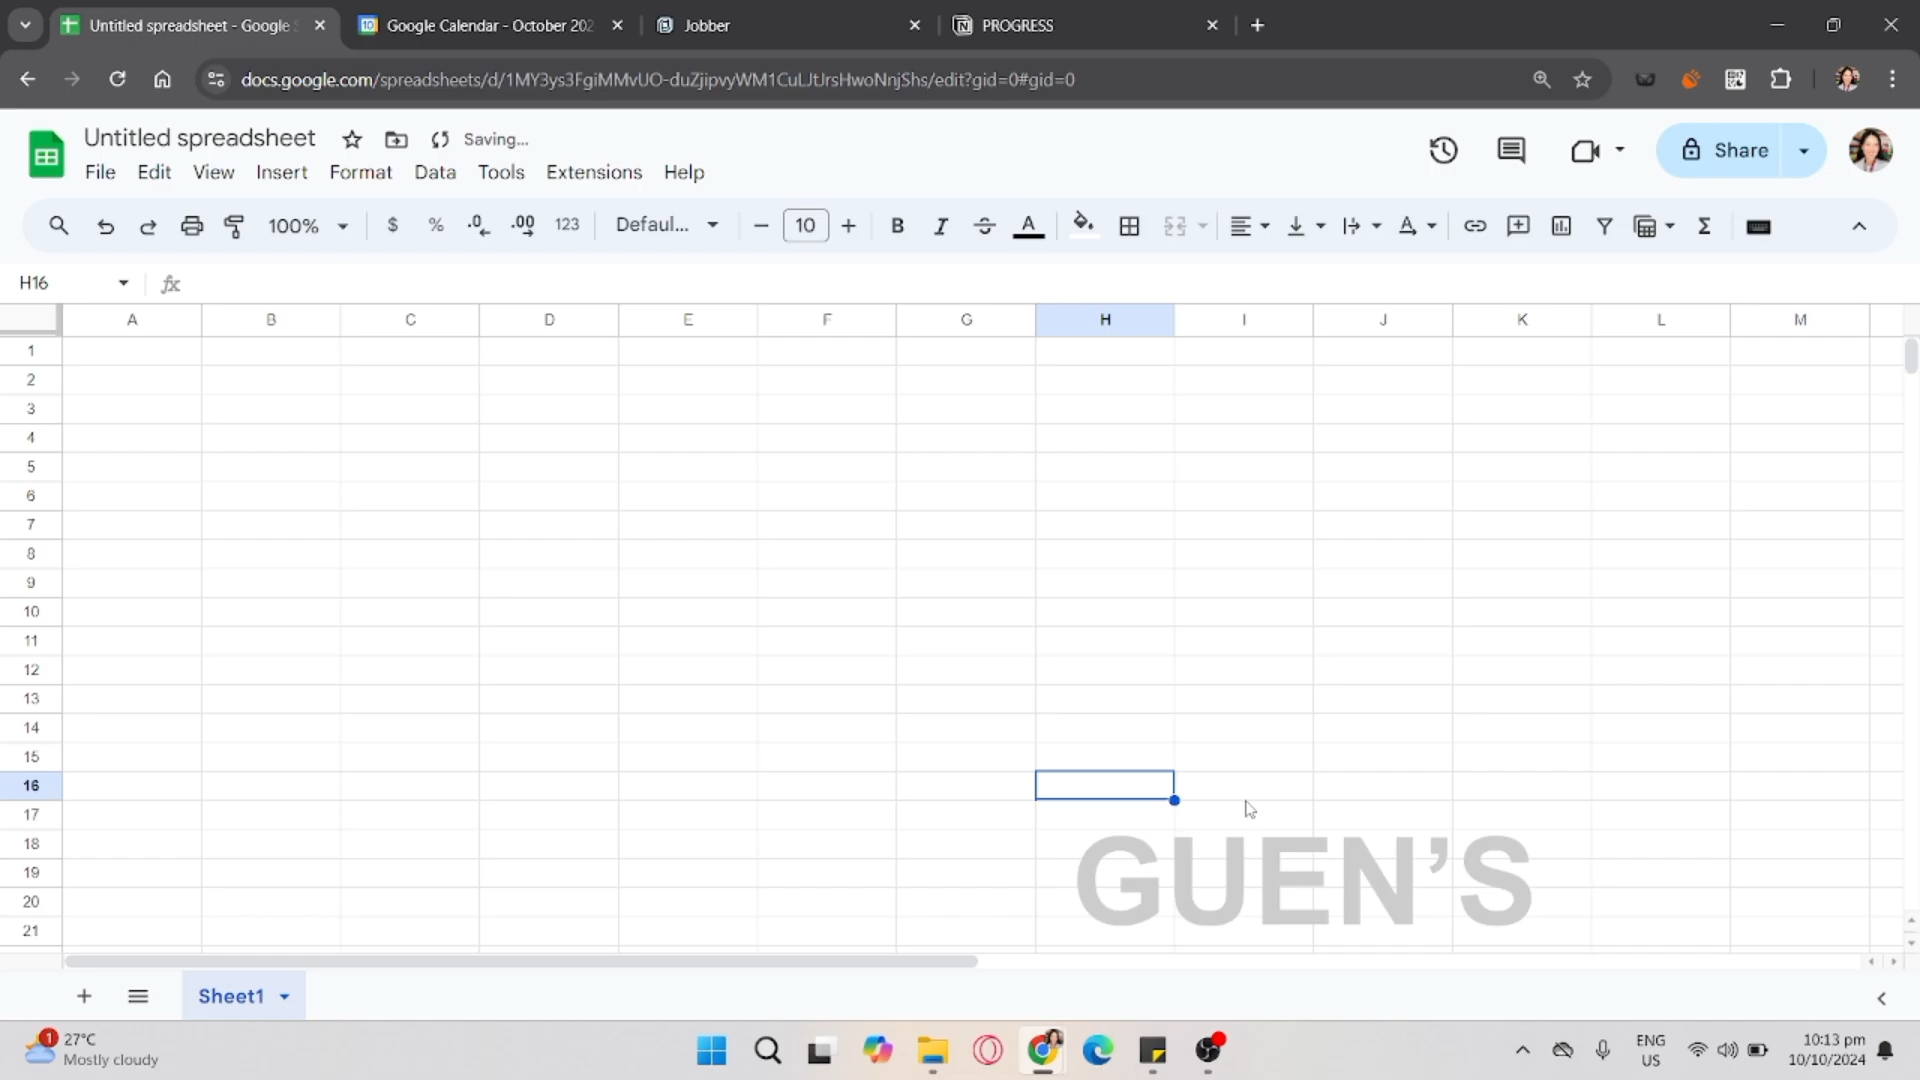 Untitled spreadsheet - Google S
Google Calendar - October 202
Jobber
PROGRESS
docs.google.com/spreadsheets/d/1MY3ys3FgiMMvUO-duZjipvyWM1CuLJtJrsHwoNnjShs/edit?gid=0#gid=0
Untitled spreadsheet
Saving...
File Edit View Insert Format Data Tools Extensions Help
Share
100% $ % .0 .00 123 Defaul... 10 B I A
H16
A B C D E F G H I J K L M
1
2
3
4
5
6
7
8
9
10
11
12
13
14
15
16
17
18
19
20
21
GUEN’S
Sheet1
1
27°C
Mostly cloudy
ENG
US
10:13 pm
10/10/2024